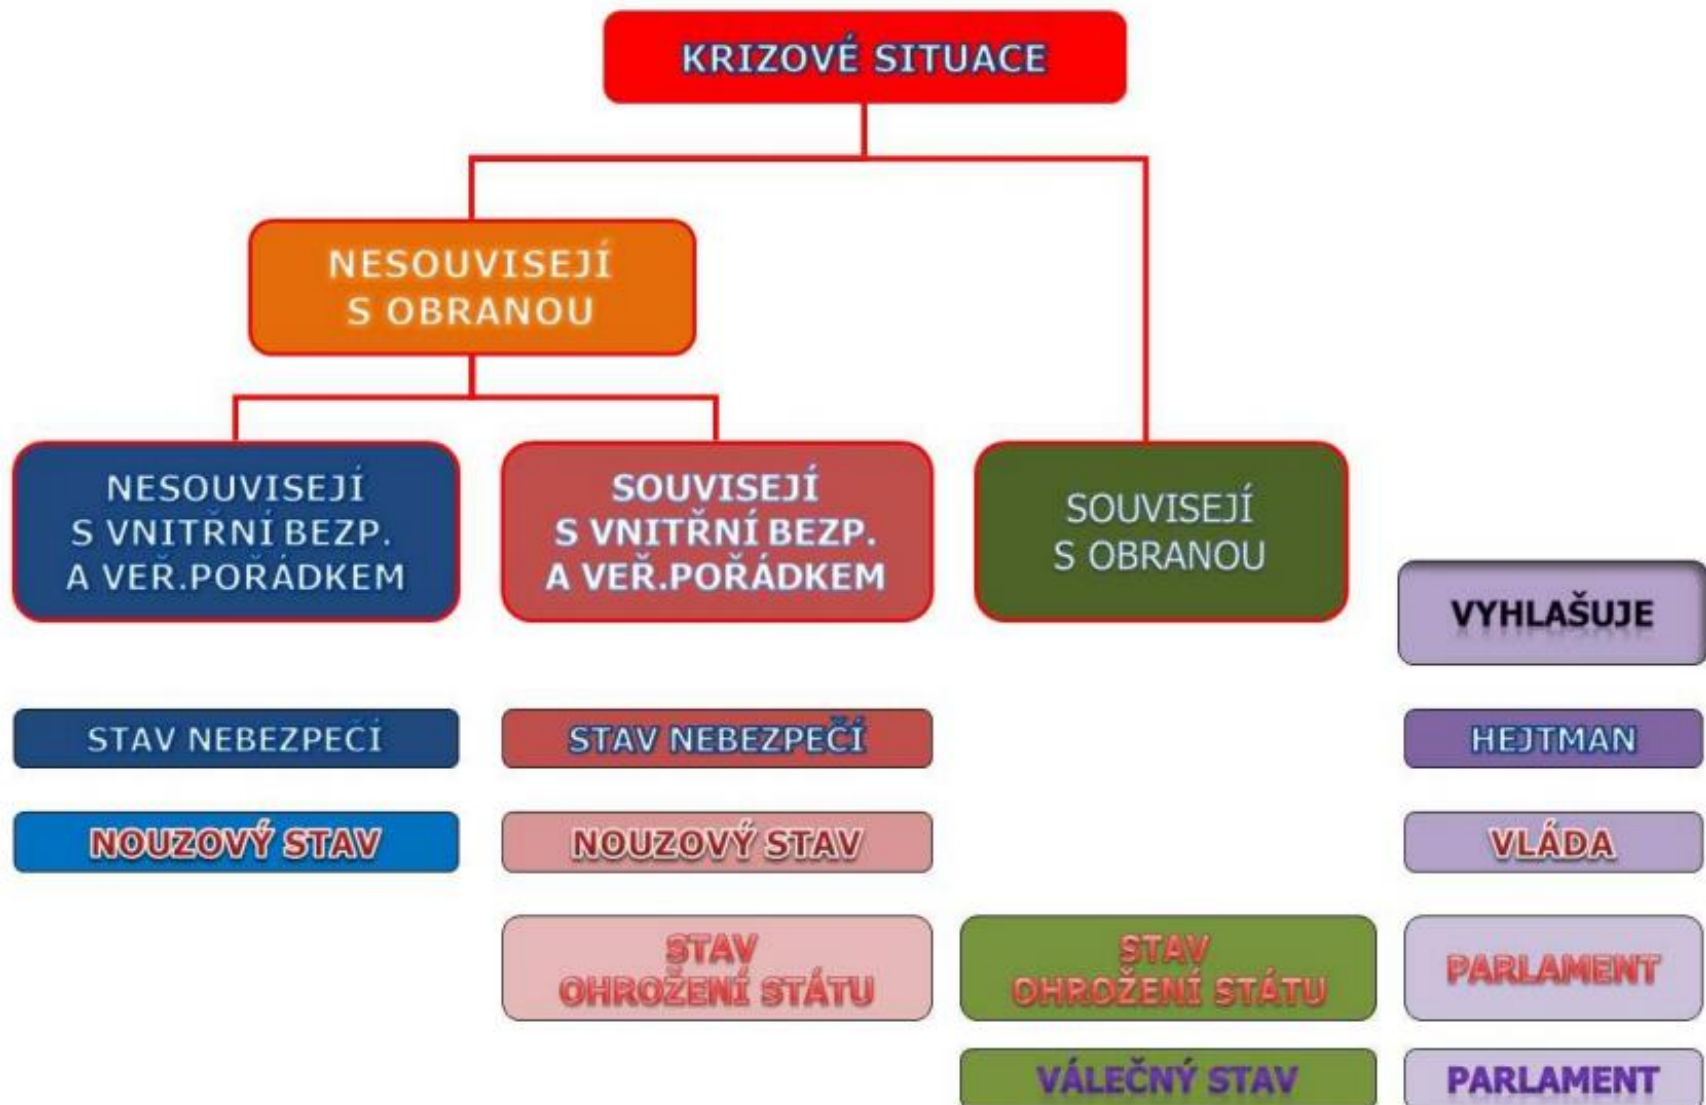 KRIZOVÉ SITUACE
NESOUVISEJÍ
S OBRANOU
NESOUVISEJÍ
S VNITŘNÍ BEZP.
A VEŘ.POŘÁDKEM
SOUVISEJÍ
S VNITŘNÍ BEZP.
A VEŘ.POŘÁDKEM
SOUVISEJÍ
S OBRANOU
VYHLAŠUJE
STAV NEBEZPEČÍ
STAV NEBEZPEČÍ
HEJTMAN
NOUZOVÝ STAV
NOUZOVÝ STAV
VLÁDA
STAV
OHROŽENÍ STÁTU
STAV
OHROŽENÍ STÁTU
PARLAMENT
VÁLEČNÝ STAV
PARLAMENT